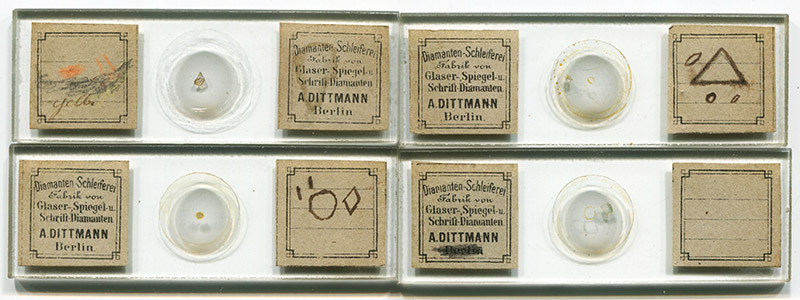 gelb.
Diamanten-Schleiferei
Fabrik von
Glaser-, Spiegel- u.
Schrift-Diamanten
A. DITTMANN
Berlin.
Diamanten-Schleiferei
Fabrik von
Glaser-, Spiegel- u.
Schrift-Diamanten.
A. DITTMANN
Berlin.
Diamanten-Schleiferei
Fabrik von
Glaser-, Spiegel- u.
Schrift-Diamanten.
A. DITTMANN
Berlin.
Diamanten-Schleiferei
Fabrik von
Glaser-, Spiegel- u.
Schrift-Diamanten.
A. DITTMANN
Berlin